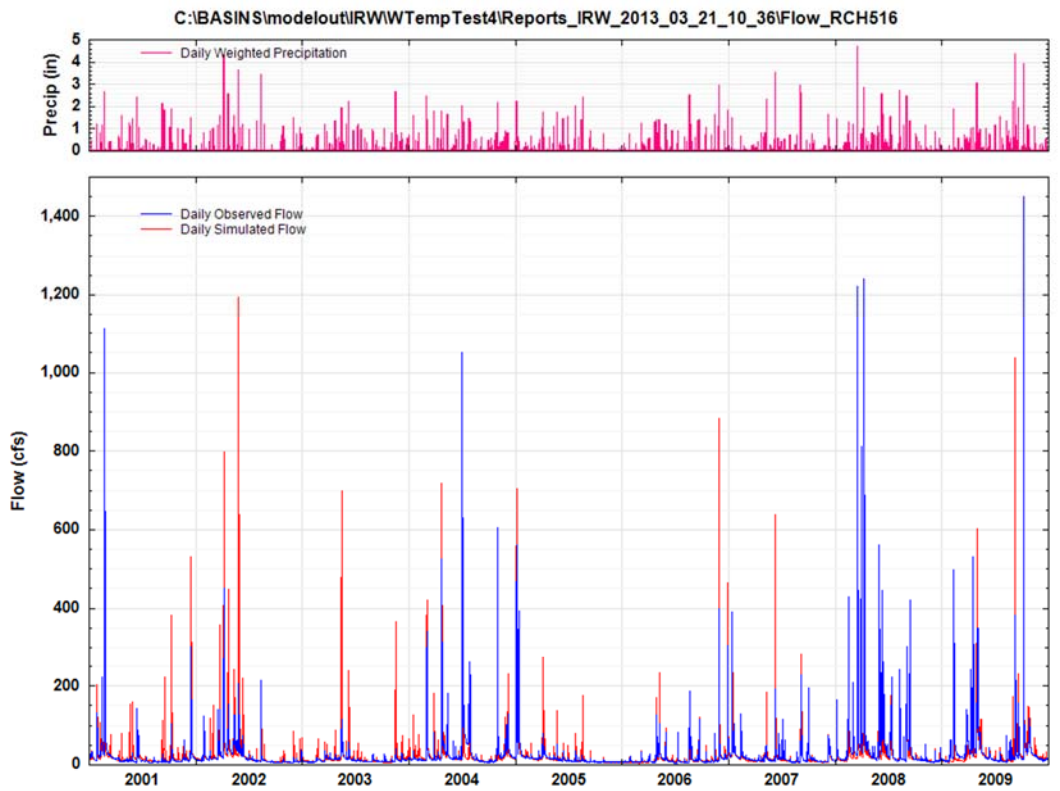 C:\BASINS\modelout\IRW\WTempTest4\Reports_IRW_2013_03_21_10_36\Flow_RCH516
Precip (in)
5
4
3
2
1
0
Daily Weighted Precipitation
Flow (cfs)
1,400
1,200
1,000
800
600
400
200
0
Daily Observed Flow
Daily Simulated Flow
2001 2002 2003 2004 2005 2006 2007 2008 2009